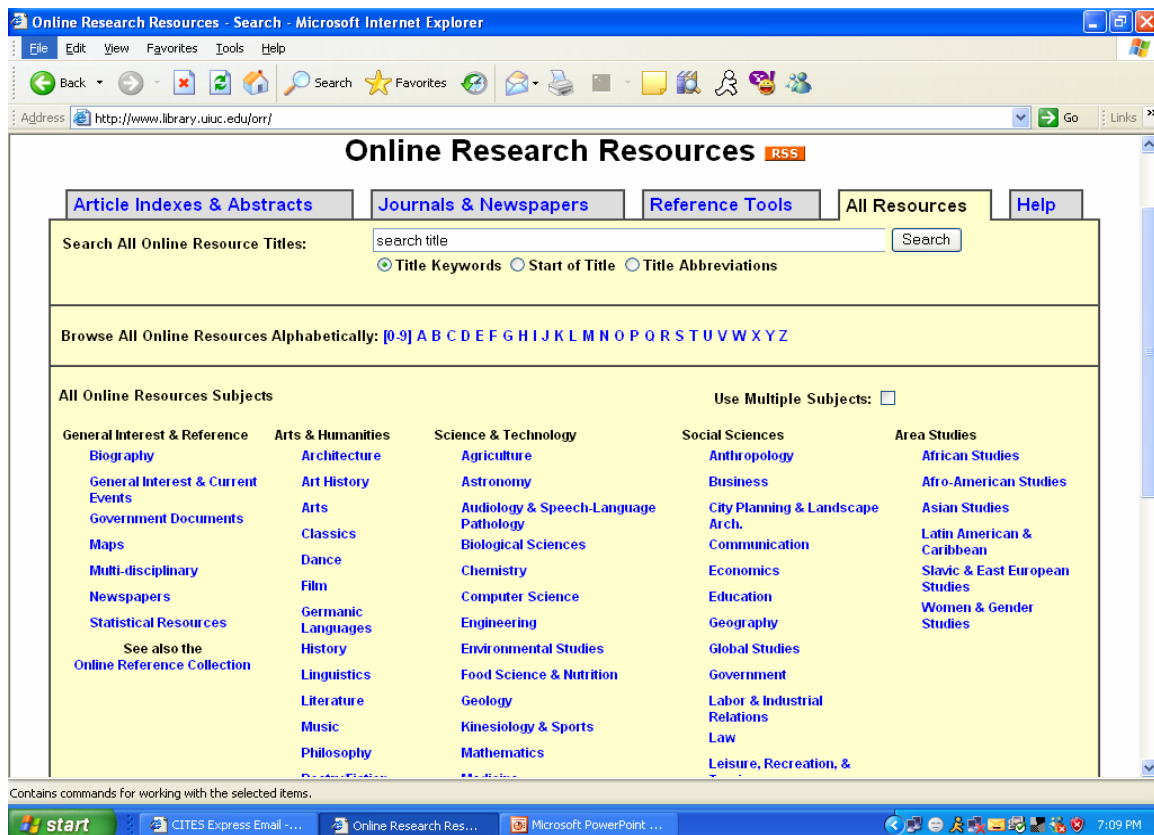 Online Research Resources - Search - Microsoft Internet Explorer
File Edit View Favorites Tools Help
Back Search Favorites
Address http://www.library.uiuc.edu/orr/ Go Links »
Online Research Resources RSS
Article Indexes & Abstracts Journals & Newspapers Reference Tools All Resources Help
Search All Online Resource Titles: search title Search
Title Keywords Start of Title Title Abbreviations
Browse All Online Resources Alphabetically: [0-9] A B C D E F G H I J K L M N O P Q R S T U V W X Y Z
All Online Resources Subjects
Use Multiple Subjects:
General Interest & Reference
Biography
General Interest & Current
Events
Government Documents
Maps
Multi-disciplinary
Newspapers
Statistical Resources
See also the
Online Reference Collection
Arts & Humanities
Architecture
Art History
Arts
Classics
Dance
Film
Germanic
Languages
History
Linguistics
Literature
Music
Philosophy
Science & Technology
Agriculture
Astronomy
Audiology & Speech-Language
Pathology
Biological Sciences
Chemistry
Computer Science
Engineering
Environmental Studies
Food Science & Nutrition
Geology
Kinesiology & Sports
Mathematics
Social Sciences
Anthropology
Business
City Planning & Landscape
Arch.
Communication
Economics
Education
Geography
Global Studies
Government
Labor & Industrial
Relations
Law
Leisure, Recreation, &
Area Studies
African Studies
Afro-American Studies
Asian Studies
Latin American &
Caribbean
Slavic & East European
Studies
Women & Gender
Studies
Contains commands for working with the selected items.
start CITES Express Email -... Online Research Res... Microsoft PowerPoint ... 7:09 PM